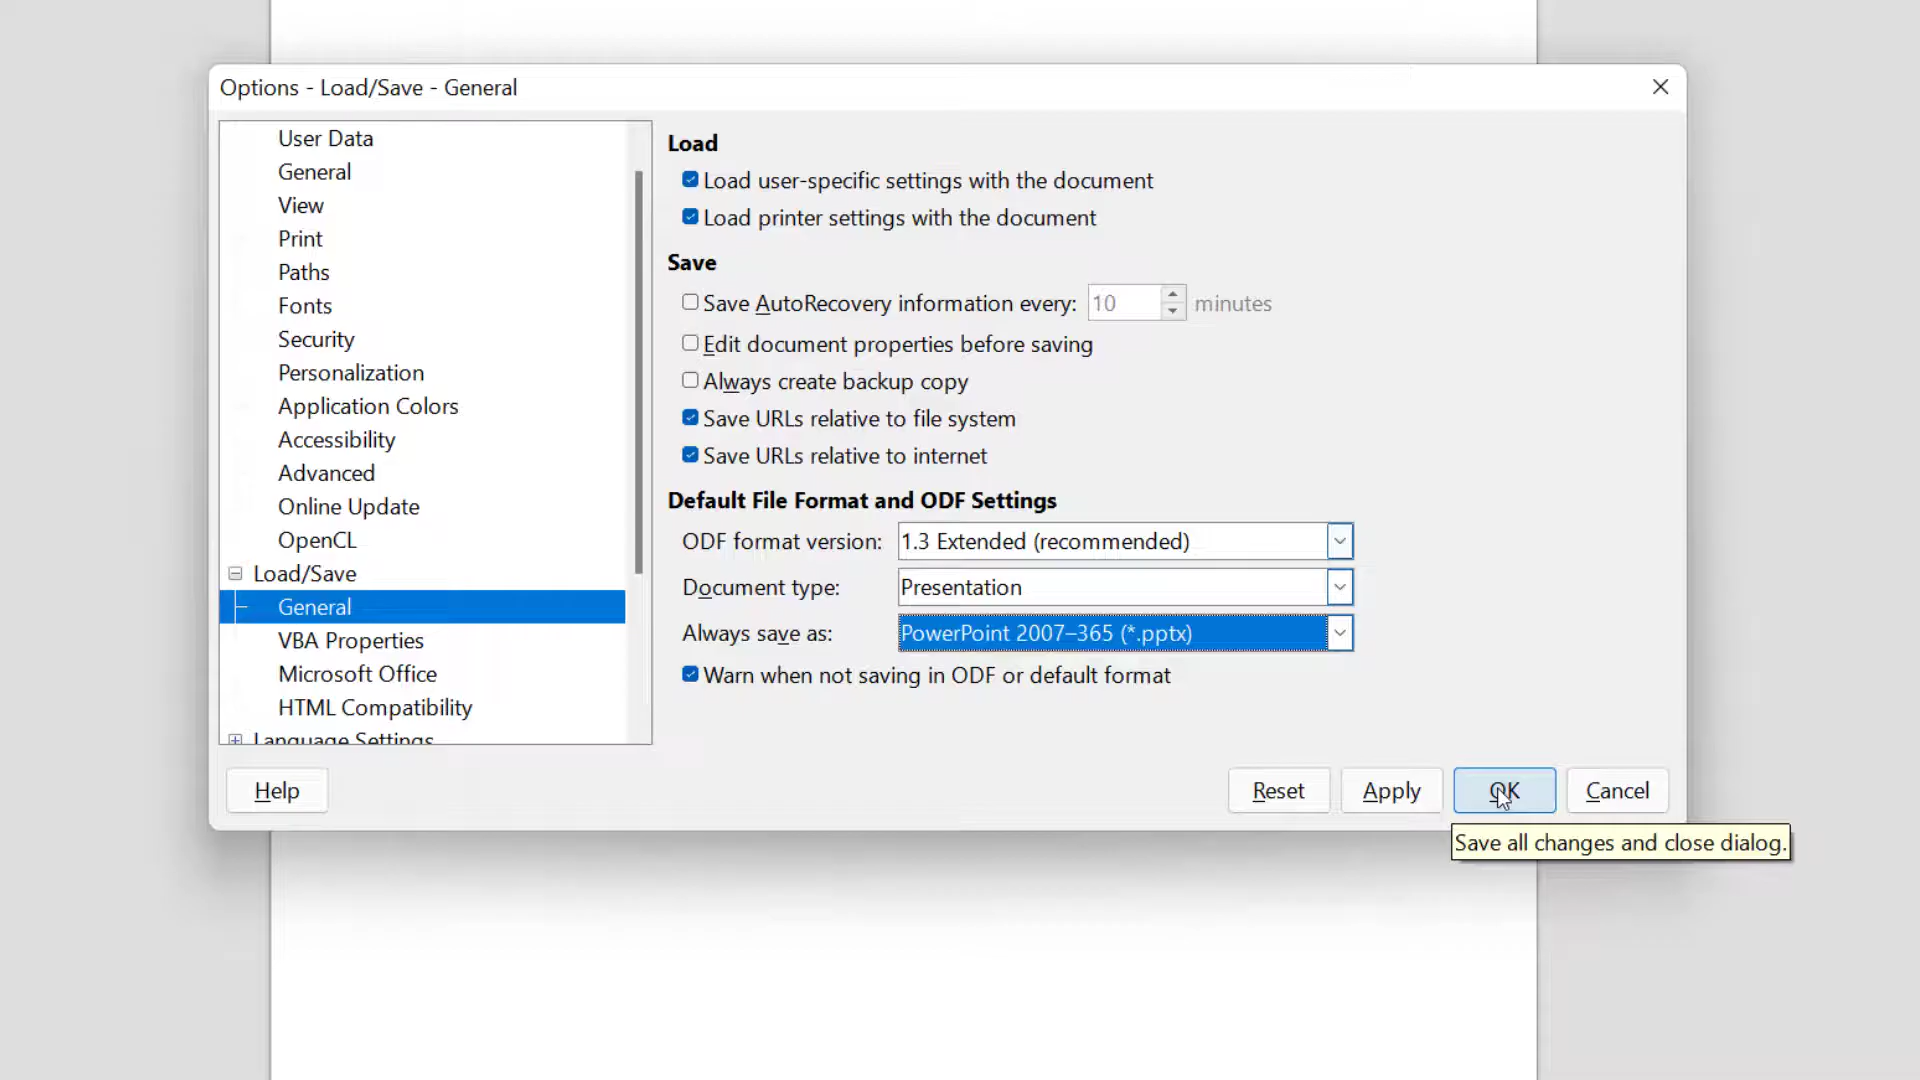 Options - Load/Save - General
User Data
General
View
Print
Paths
Fonts
Security
Personalization
Application Colors
Accessibility
Advanced
Online Update
OpenCL
Load/Save
General
VBA Properties
Microsoft Office
HTML Compatibility
Language Settings
Load
Load user-specific settings with the document
Load printer settings with the document
Save
Save AutoRecovery information every: 10 minutes
Edit document properties before saving
Always create backup copy
Save URLs relative to file system
Save URLs relative to internet
Default File Format and ODF Settings
ODF format version: 1.3 Extended (recommended)
Document type: Presentation
Always save as: PowerPoint 2007–365 (*.pptx)
Warn when not saving in ODF or default format
Help
Reset
Apply
OK
Cancel
Save all changes and close dialog.